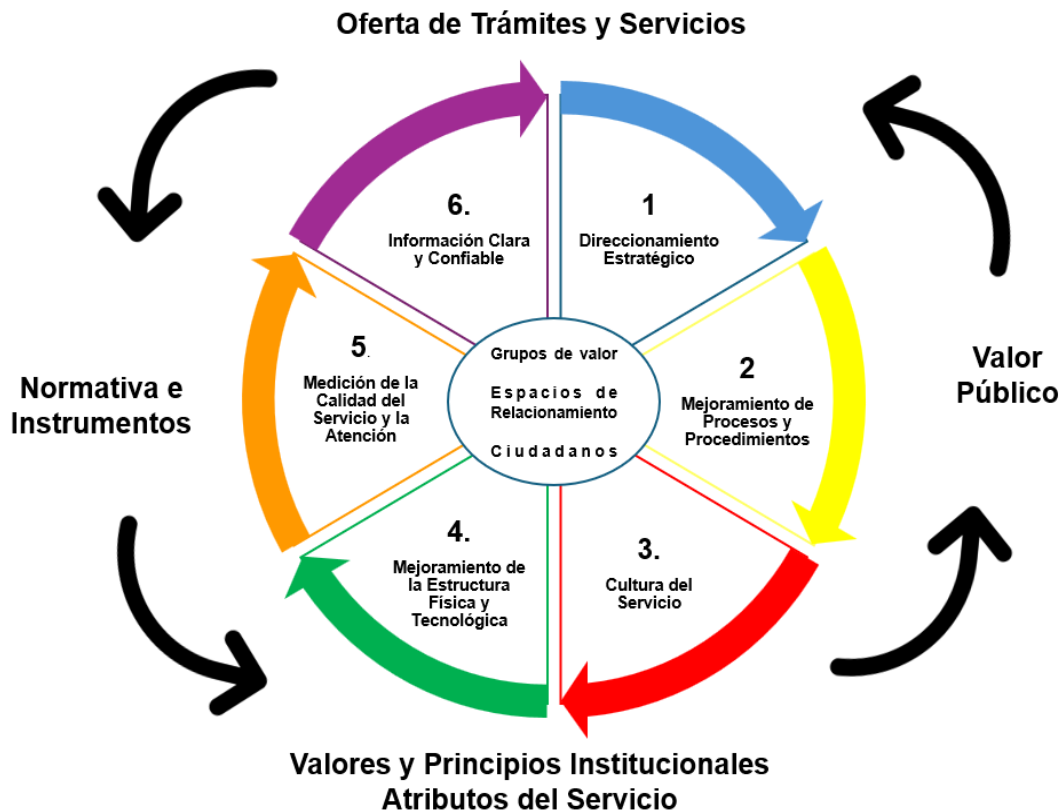 Oferta de Trámites y Servicios
1
Direccionamiento
Estratégico
2
Mejoramiento de
Procesos y
Procedimientos
3.
Cultura del
Servicio
4.
Mejoramiento de
la Estructura
Física y
Tecnológica
5.
Medición de la
Calidad del
Servicio y la
Atención
6.
Información Clara
y Confiable
Grupos de valor
Espacios de
Relacionamiento
Ciudadanos
Normativa e
Instrumentos
Valor
Público
Valores y Principios Institucionales
Atributos del Servicio